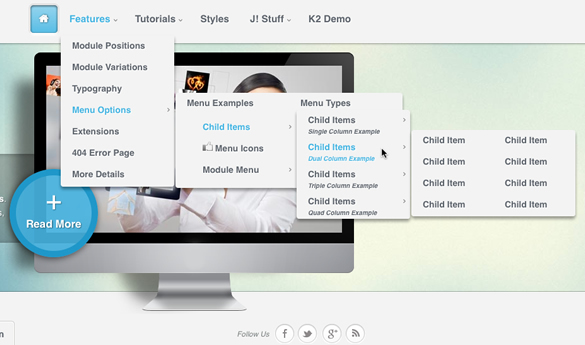 Features Tutorials Styles J! Stuff K2 Demo
Module Positions
Module Variations
Typography
Menu Options
Extensions
404 Error Page
More Details
Menu Examples
Child Items
Menu Icons
Module Menu
Menu Types
Child Items
Single Column Example
Child Items
Dual Column Example
Child Items
Triple Column Example
Child Items
Quad Column Example
Child Item Child Item
Child Item Child Item
Child Item Child Item
Child Item Child Item
+
Read More
Follow Us